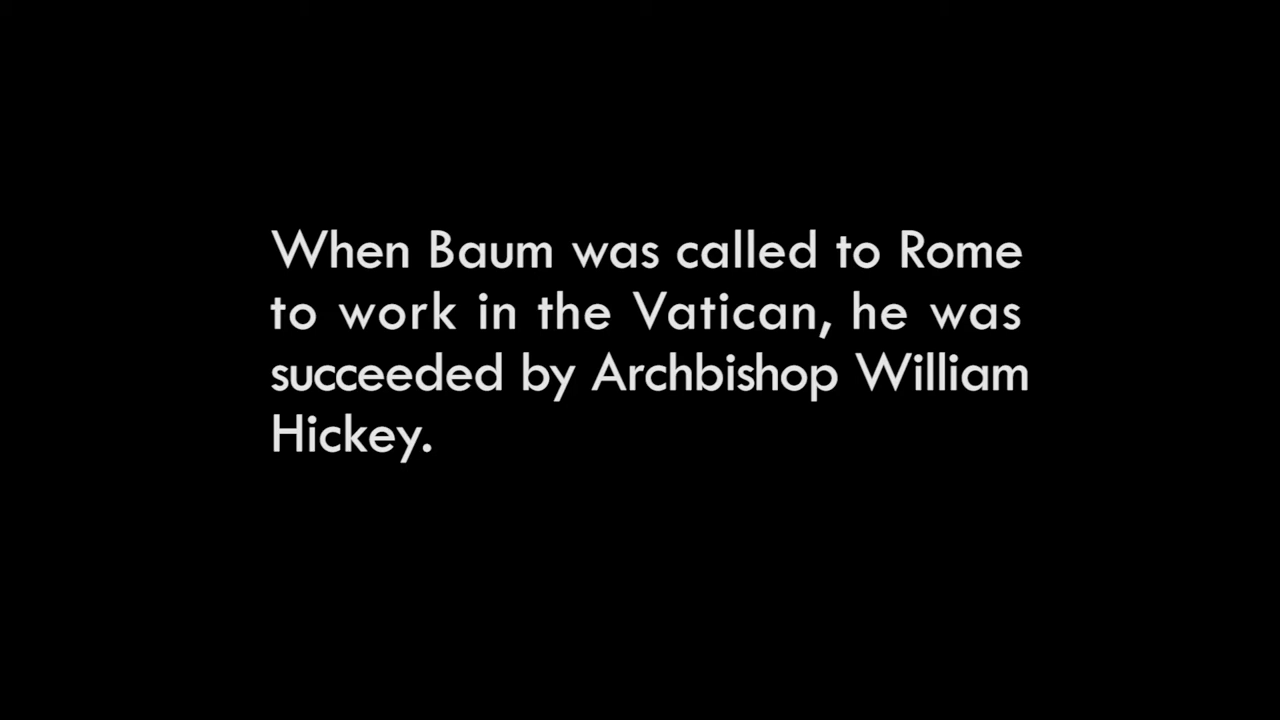 When Baum was called to Rome
to work in the Vatican, he was
succeeded by Archbishop William
Hickey.